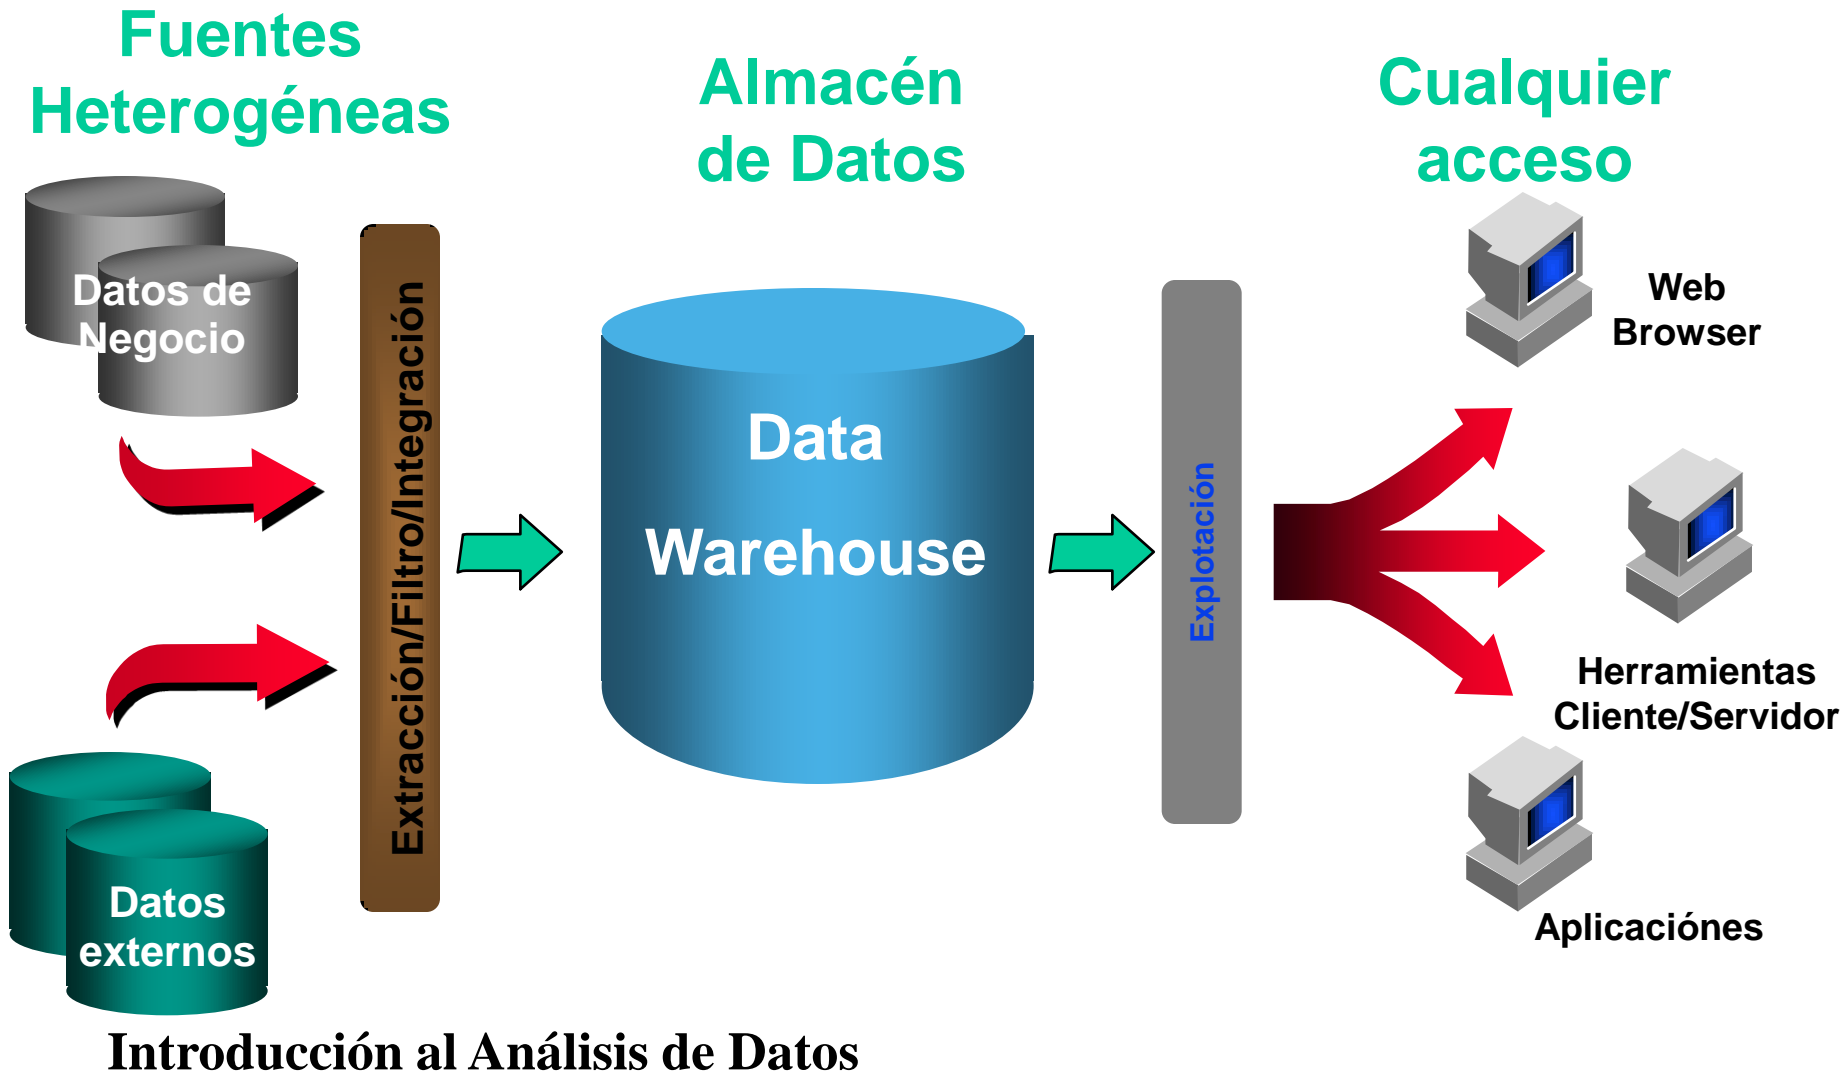 Fuentes
Heterogéneas
Almacén
de Datos
Cualquier
acceso
Datos de
Negocio
Extracción/Filtro/Integración
Data
Warehouse
Explotación
Web
Browser
Herramientas
Cliente/Servidor
Aplicaciónes
Datos
externos
Introducción al Análisis de Datos